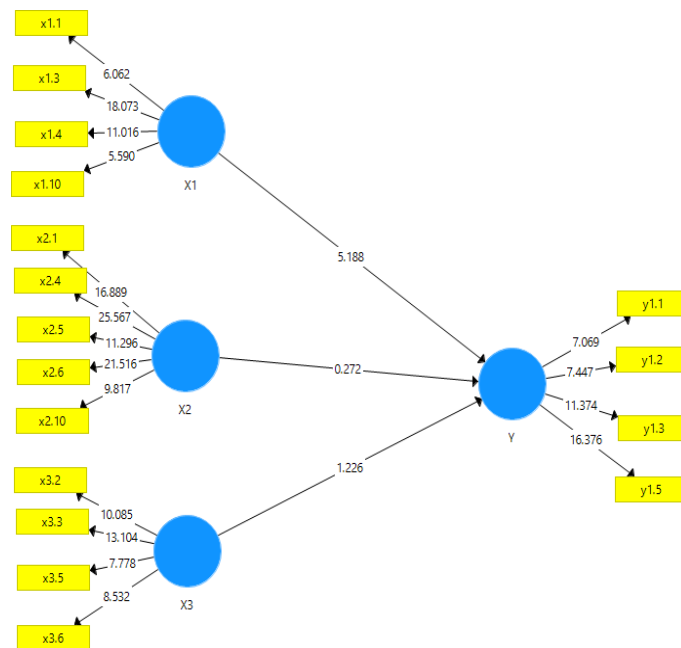 x1.1
6.062
x1.3
18.073
x1.4
11.016
5.590
x1.10
X1
x2.1
5.188
x2.4
16.889
y1.1
25.567
x2.5
11.296
7.069
x2.6
21.516
0.272
7.447
y1.2
9.817
X2
11.374
x2.10
Y
y1.3
16.376
x3.2
1.226
y1.5
10.085
x3.3
13.104
7.778
x3.5
8.532
X3
x3.6